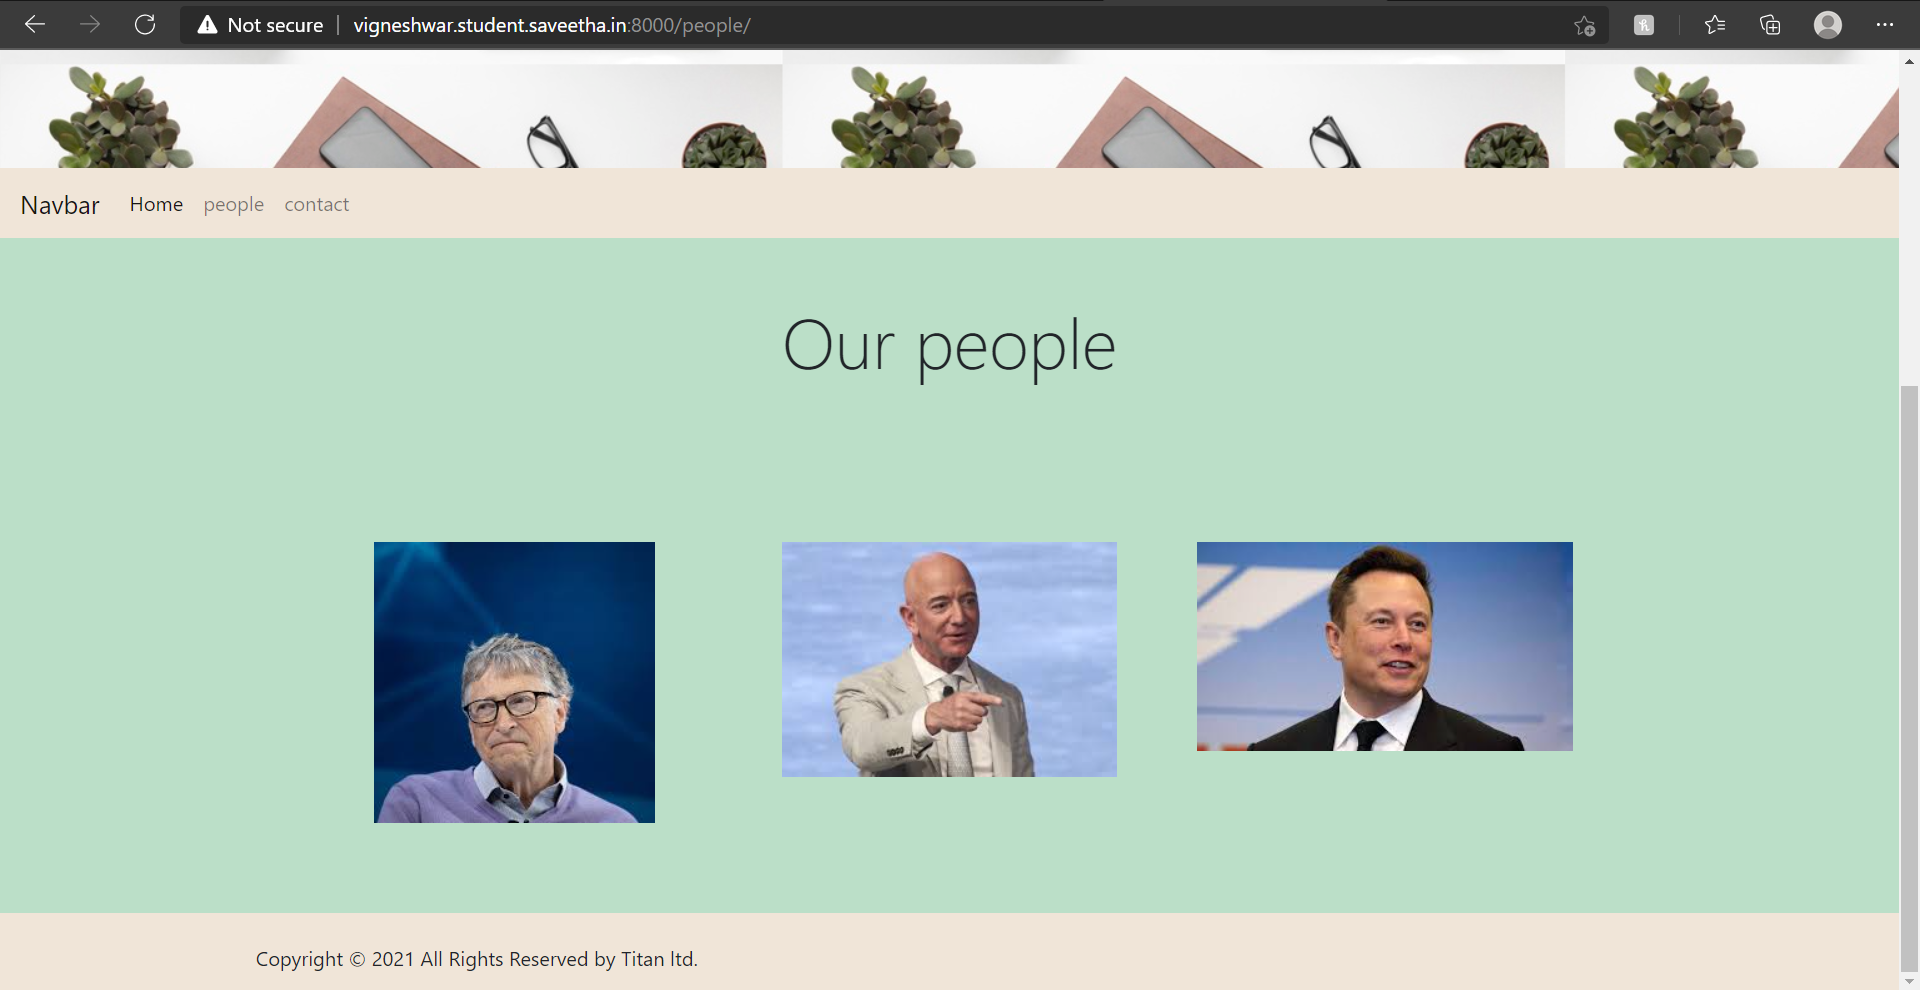 Not secure | vigneshwar.student.saveetha.in:8000/people/
Navbar Home people contact
Our people
Copyright © 2021 All Rights Reserved by Titan ltd.